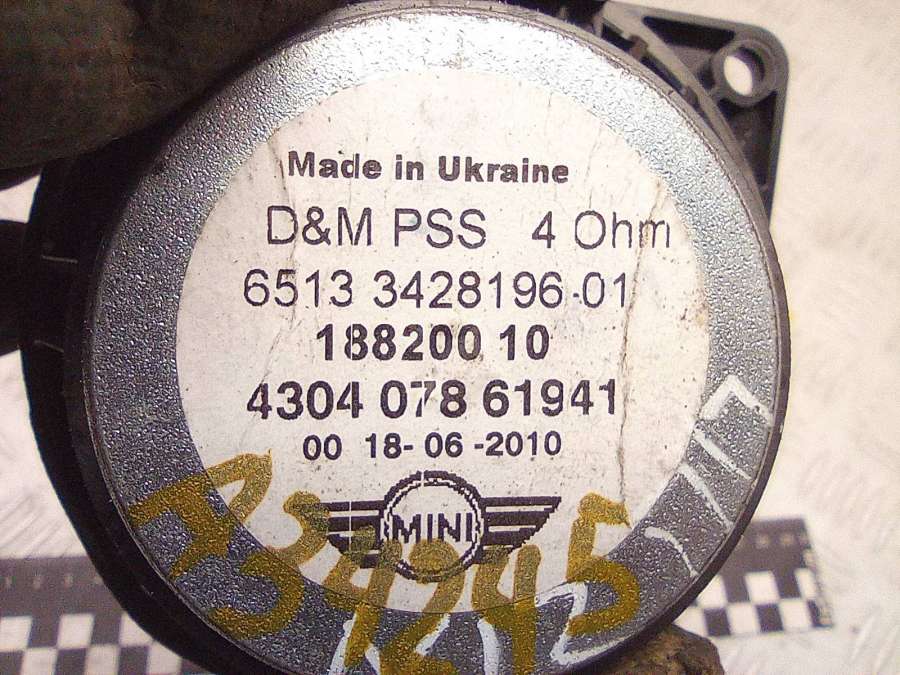 Made in Ukraine
D&M PSS 4 Ohm
6513 3428196-01
188200 10
4304 078 61941
00 18-06-2010
MINI
A34245